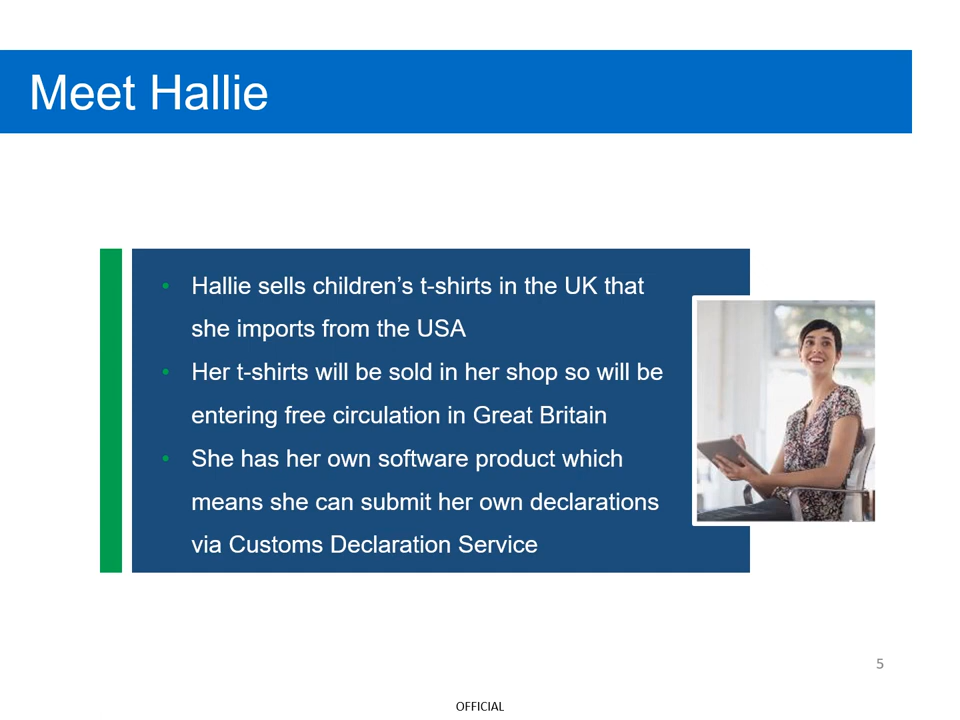 Meet Hallie
• Hallie sells children’s t-shirts in the UK that
she imports from the USA
• Her t-shirts will be sold in her shop so will be
entering free circulation in Great Britain
• She has her own software product which
means she can submit her own declarations
via Customs Declaration Service
5
OFFICIAL